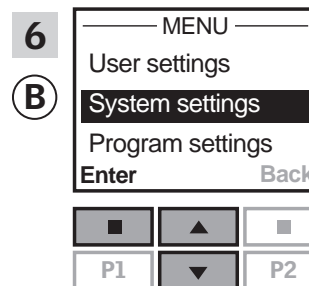 6
B
MENU
User settings
System settings
Program settings
Enter Back
P1 P2